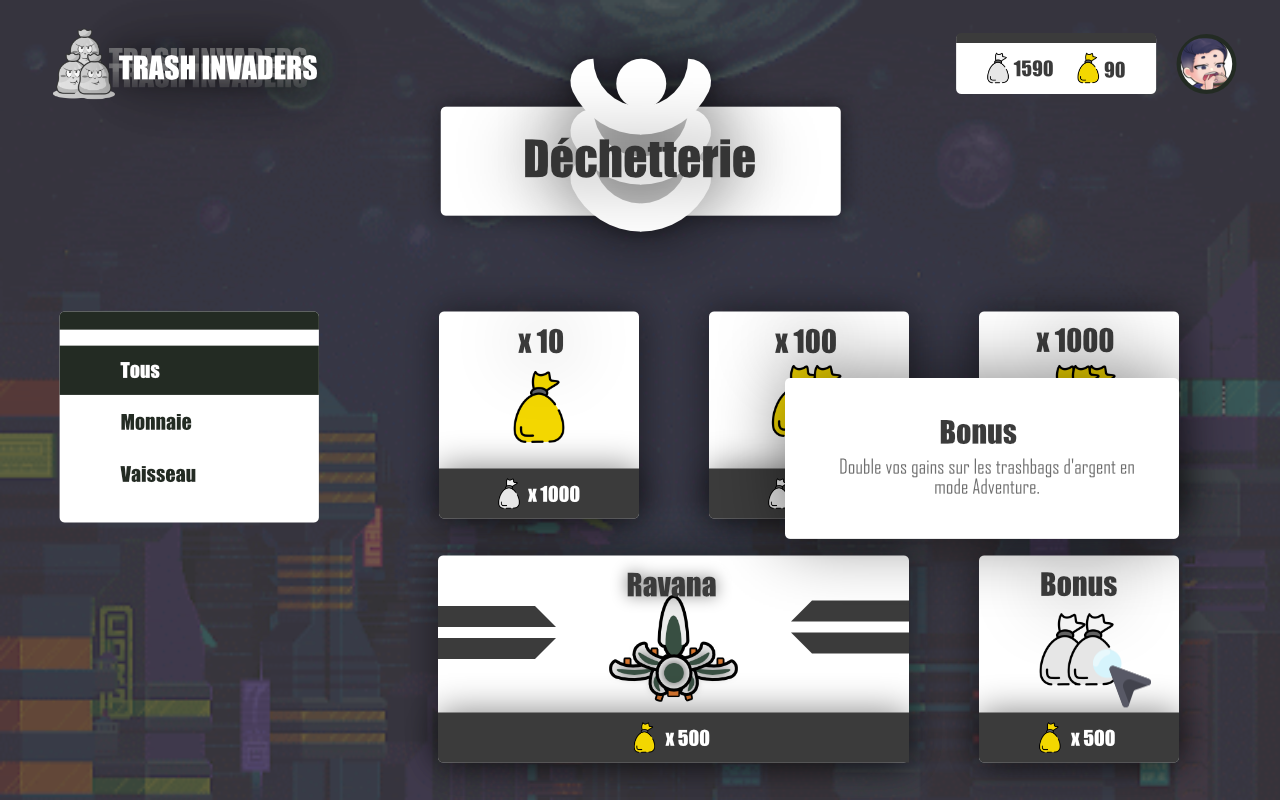 TRASH INVADERS
1590
90
Déchetterie
Tous
Monnaie
Vaisseau
x 10
x 100
x 1000
x 1000
Bonus
Double vos gains sur les trashbags d'argent en
mode Adventure.
Ravana
Bonus
x 500
x 500